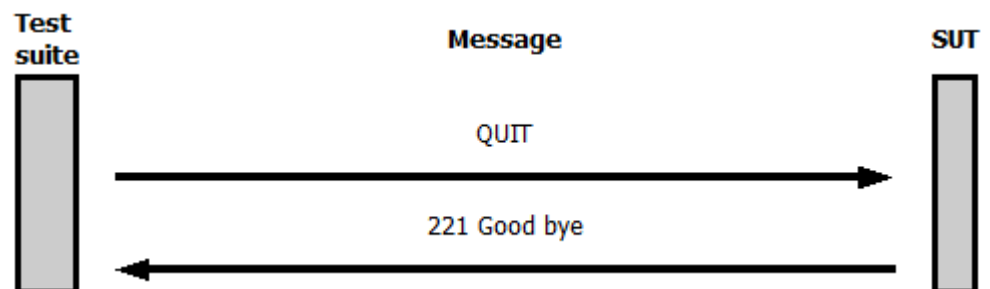 Test
suite
Message
SUT
QUIT
221 Good bye